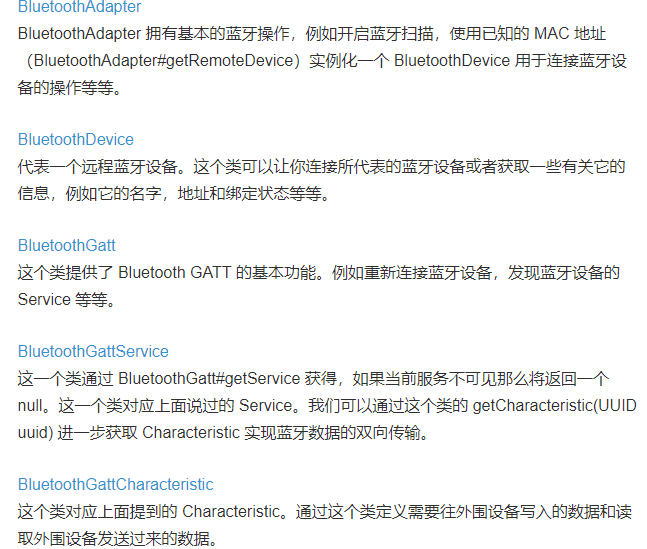 BluetoothAdapter
BluetoothAdapter 拥有基本的蓝牙操作，例如开启蓝牙扫描，使用已知的 MAC 地址
（BluetoothAdapter#getRemoteDevice）实例化一个 BluetoothDevice 用于连接蓝牙设
备的操作等等。
BluetoothDevice
代表一个远程蓝牙设备。这个类可以让你连接所代表的蓝牙设备或者获取一些有关它的
信息，例如它的名字，地址和绑定状态等等。
BluetoothGatt
这个类提供了 Bluetooth GATT 的基本功能。例如重新连接蓝牙设备，发现蓝牙设备的
Service 等等。
BluetoothGattService
这一个类通过 BluetoothGatt#getService 获得，如果当前服务不可见那么将返回一个
null。这一个类对应上面说过的 Service。我们可以通过这个类的 getCharacteristic(UUID
uuid) 进一步获取 Characteristic 实现蓝牙数据的双向传输。
BluetoothGattCharacteristic
这个类对应上面提到的 Characteristic。通过这个类定义需要往外围设备写入的数据和读
取外围设备发送过来的数据。